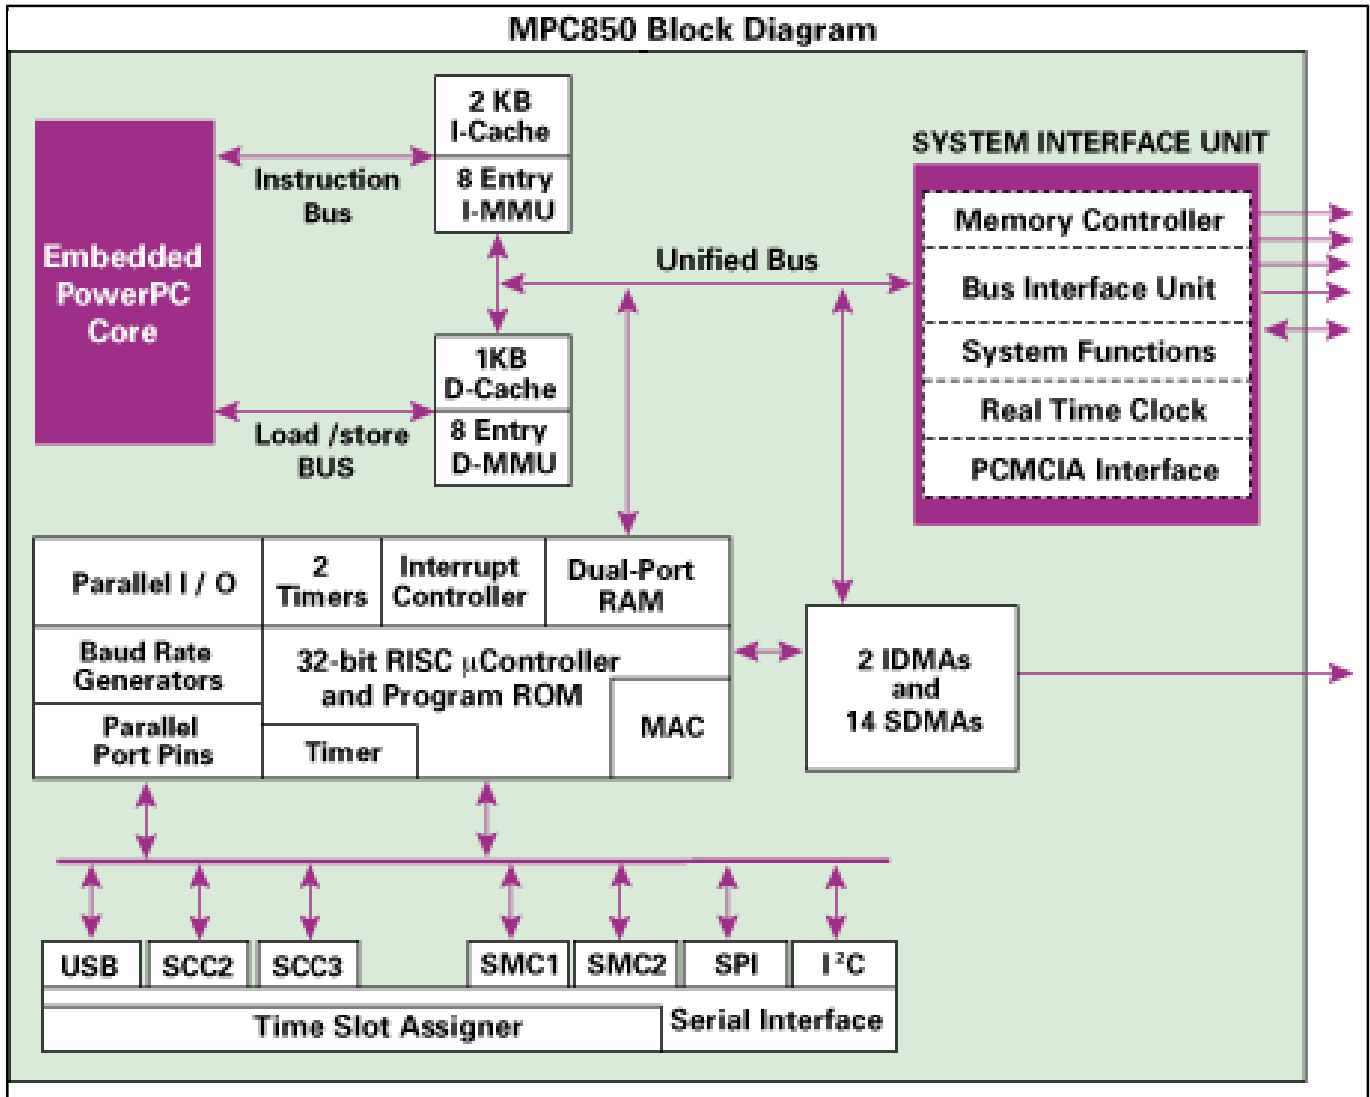 MPC850 Block Diagram
2 KB
I-Cache
8 Entry
I-MMU
Instruction
Bus
Embedded
PowerPC
Core
Unified Bus
SYSTEM INTERFACE UNIT
Memory Controller
Bus Interface Unit
System Functions
Real Time Clock
PCMCIA Interface
1KB
D-Cache
8 Entry
D-MMU
Load /store
BUS
Parallel I / O
2
Timers
Interrupt
Controller
Dual-Port
RAM
Baud Rate
Generators
32-bit RISC µController
and Program ROM
Parallel
Port Pins
Timer
MAC
2 IDMAs
and
14 SDMAs
USB
SCC2
SCC3
SMC1
SMC2
SPI
I²C
Time Slot Assigner
Serial Interface